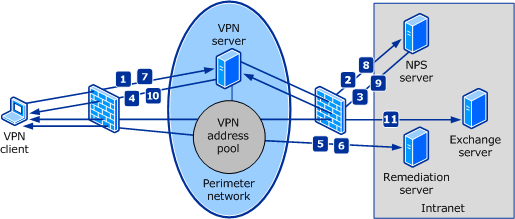 VPN
server
1
7
4
10
8
2
9
3
NPS
server
VPN
client
VPN
address
pool
11
Exchange
server
5
6
Perimeter
network
Remediation
server
Intranet